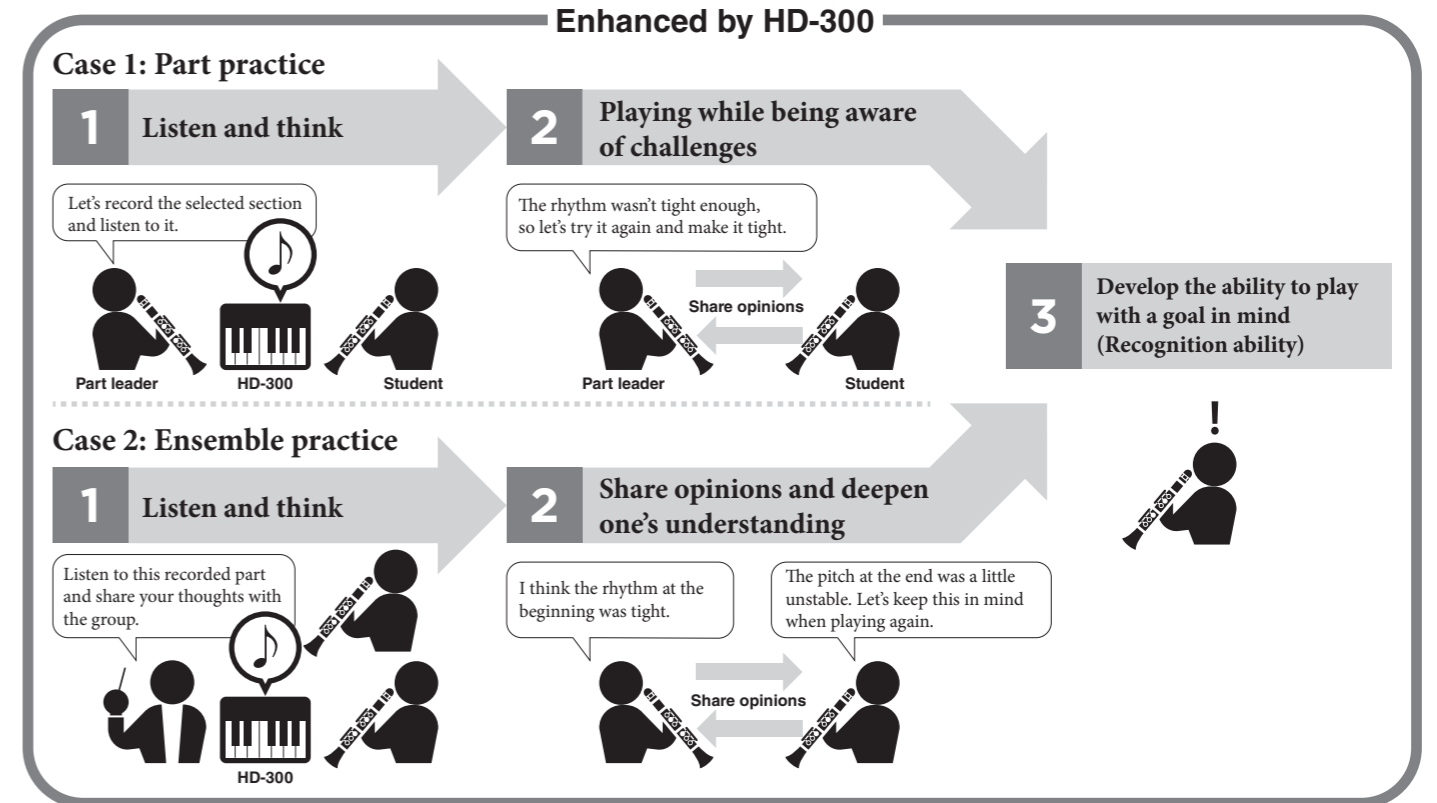 Enhanced by HD-300
Case 1: Part practice
1
Listen and think
2
Playing while being aware
of challenges
Let’s record the selected section
and listen to it.
The rhythm wasn’t tight enough,
so let’s try it again and make it tight.
Share opinions
Part leader
HD-300
Student
Part leader
Student
3
Develop the ability to play
with a goal in mind
(Recognition ability)
!
Case 2: Ensemble practice
1
Listen and think
2
Share opinions and deepen
one’s understanding
Listen to this recorded part
and share your thoughts with
the group.
I think the rhythm at the
beginning was tight.
The pitch at the end was a little
unstable. Let’s keep this in mind
when playing again.
Share opinions
HD-300